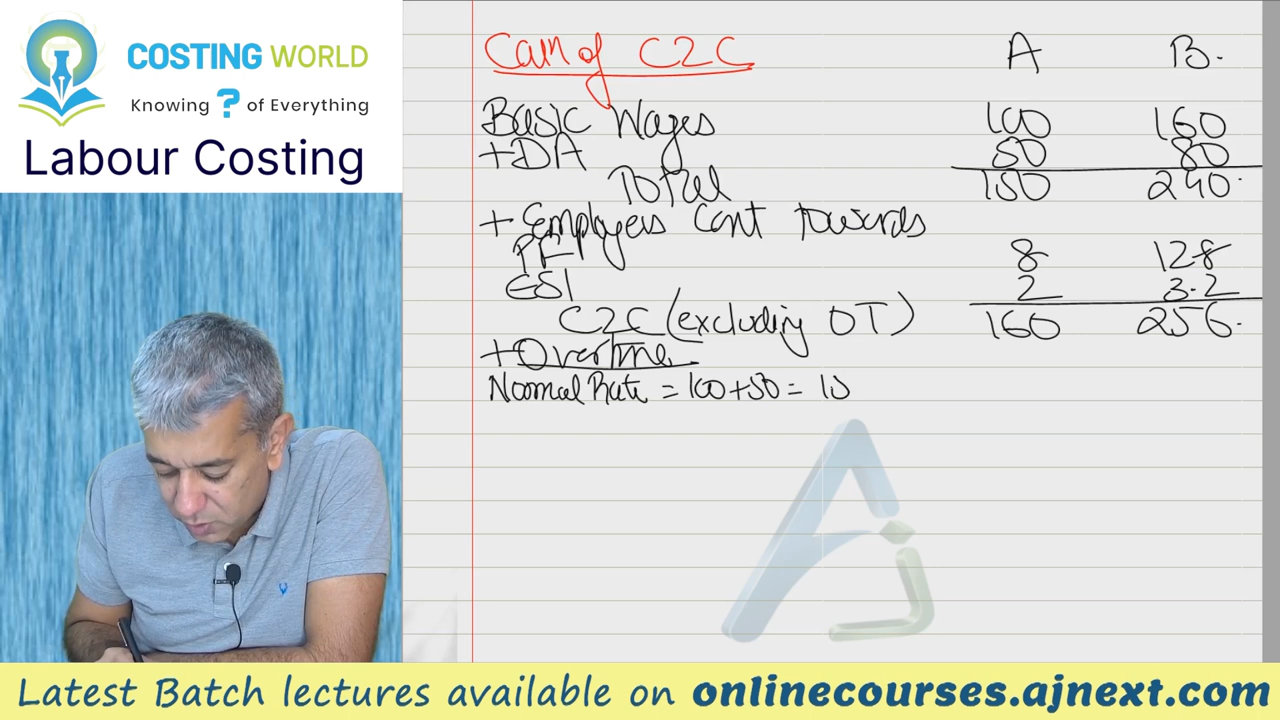 COSTING WORLD
Knowing ? of Everything
Labour Costing
Caln of C2C A B.
Basic Wages 100 160
+DA 50 80
Total 150 240.
+ Employers Cont towards
PF 8 12.8
ESI 2 3.2
C2C (excluding OT) 160 256.
+Overtime
Normal Rate = 100+50 = 15
Latest Batch lectures available on onlinecourses.ajnext.com